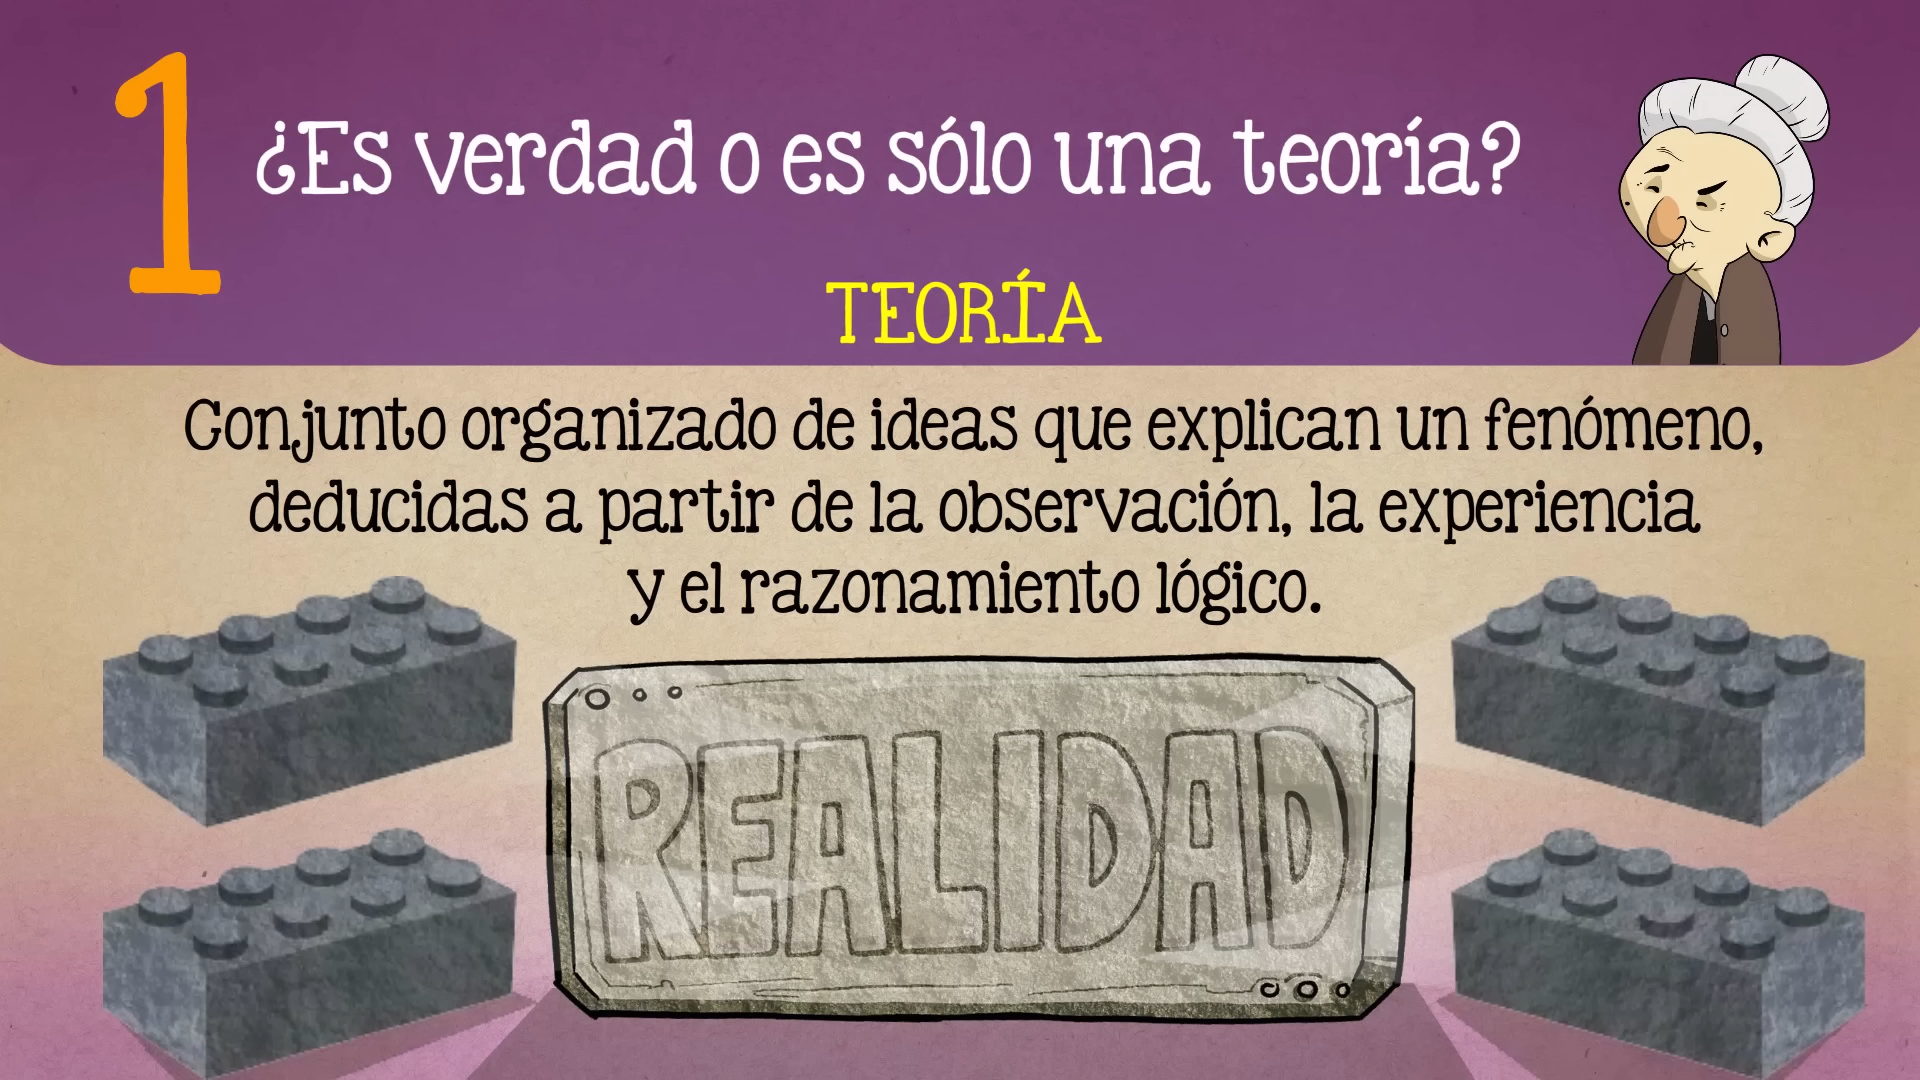 1
¿Es verdad o es sólo una teoría?
TEORÍA
Conjunto organizado de ideas que explican un fenómeno,
deducidas a partir de la observación, la experiencia
y el razonamiento lógico.
REALIDAD